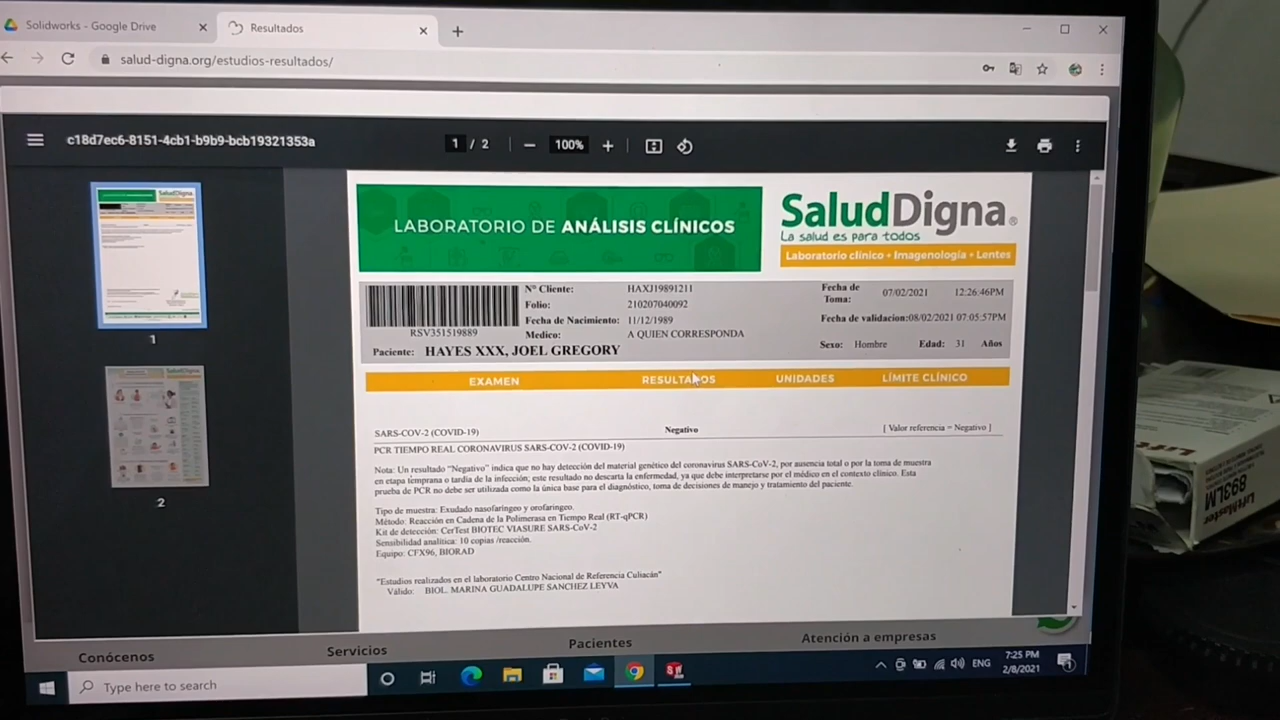 Solidworks - Google Drive
Resultados
salud-digna.org/estudios-resultados/
c18d7ec6-8151-4cb1-b9b9-bcb19321353a
1 / 2
100%
LABORATORIO DE ANÁLISIS CLÍNICOS
SaludDigna®
La salud es para todos
Laboratorio clínico • Imagenología • Lentes
RSV351519889
N° Cliente: HAXJ19891211
Folio: 210207040092
Fecha de Nacimiento: 11/12/1989
Medico: A QUIEN CORRESPONDA
Fecha de Toma: 07/02/2021 12:26:46PM
Fecha de validacion:08/02/2021 07:05:57PM
Sexo: Hombre Edad: 31 Años
Paciente: HAYES XXX, JOEL GREGORY
EXAMEN RESULTADOS UNIDADES LÍMITE CLÍNICO
SARS-COV-2 (COVID-19) Negativo [ Valor referencia = Negativo ]
PCR TIEMPO REAL CORONAVIRUS SARS-COV-2 (COVID-19)
Nota: Un resultado "Negativo" indica que no hay detección del material genético del coronavirus SARS-CoV-2, por ausencia total o por la toma de muestra
en etapa temprana o tardía de la infección; este resultado no descarta la enfermedad, ya que debe interpretarse por el médico en el contexto clínico. Esta
prueba de PCR no debe ser utilizada como la única base para el diagnóstico, toma de decisiones de manejo y tratamiento del paciente.
Tipo de muestra: Exudado nasofaríngeo y orofaríngeo.
Método: Reacción en Cadena de la Polimerasa en Tiempo Real (RT-qPCR)
Kit de detección: CerTest BIOTEC VIASURE SARS-CoV-2
Sensibilidad analítica: 10 copias /reacción.
Equipo: CFX96, BIORAD
"Estudios realizados en el laboratorio Centro Nacional de Referencia Culiacán"
Válido: BIOL. MARINA GUADALUPE SANCHEZ LEYVA
1
2
Conócenos
Servicios
Pacientes
Atención a empresas
Type here to search
ENG
7:25 PM
2/8/2021
LiftMaster
893LM